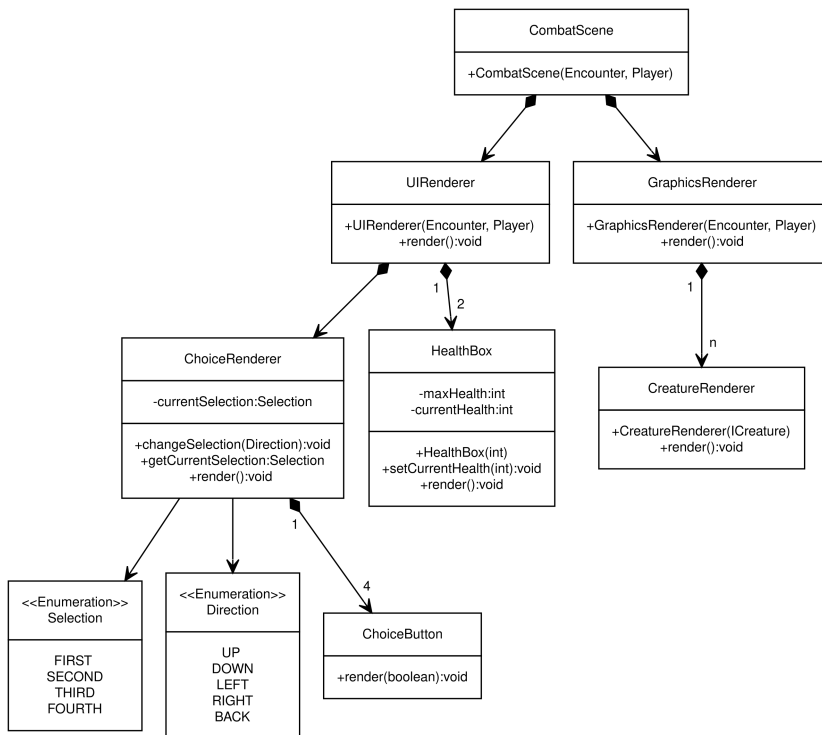 CombatScene
+CombatScene(Encounter, Player)
UIRenderer
+UIRenderer(Encounter, Player)
+render():void
GraphicsRenderer
+GraphicsRenderer(Encounter, Player)
+render():void
1
2
1
n
ChoiceRenderer
-currentSelection:Selection
+changeSelection(Direction):void
+getCurrentSelection:Selection
+render():void
HealthBox
-maxHealth:int
-currentHealth:int
+HealthBox(int)
+setCurrentHealth(int):void
+render():void
CreatureRenderer
+CreatureRenderer(ICreature)
+render():void
1
4
<<Enumeration>>
Selection
FIRST
SECOND
THIRD
FOURTH
<<Enumeration>>
Direction
UP
DOWN
LEFT
RIGHT
BACK
ChoiceButton
+render(boolean):void